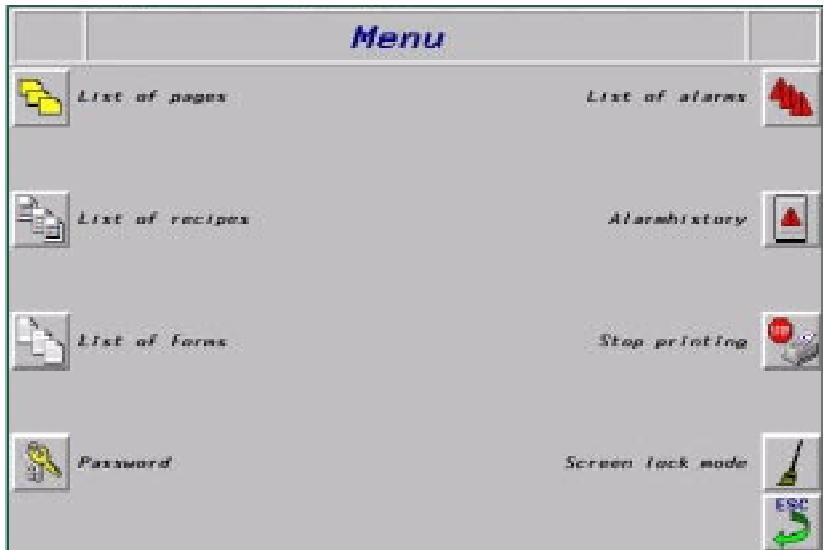 Menu
List of pages
List of alarms
List of recipes
Alarmhistory
List of Forms
Stop printing
Password
Screen lock mode
ESC